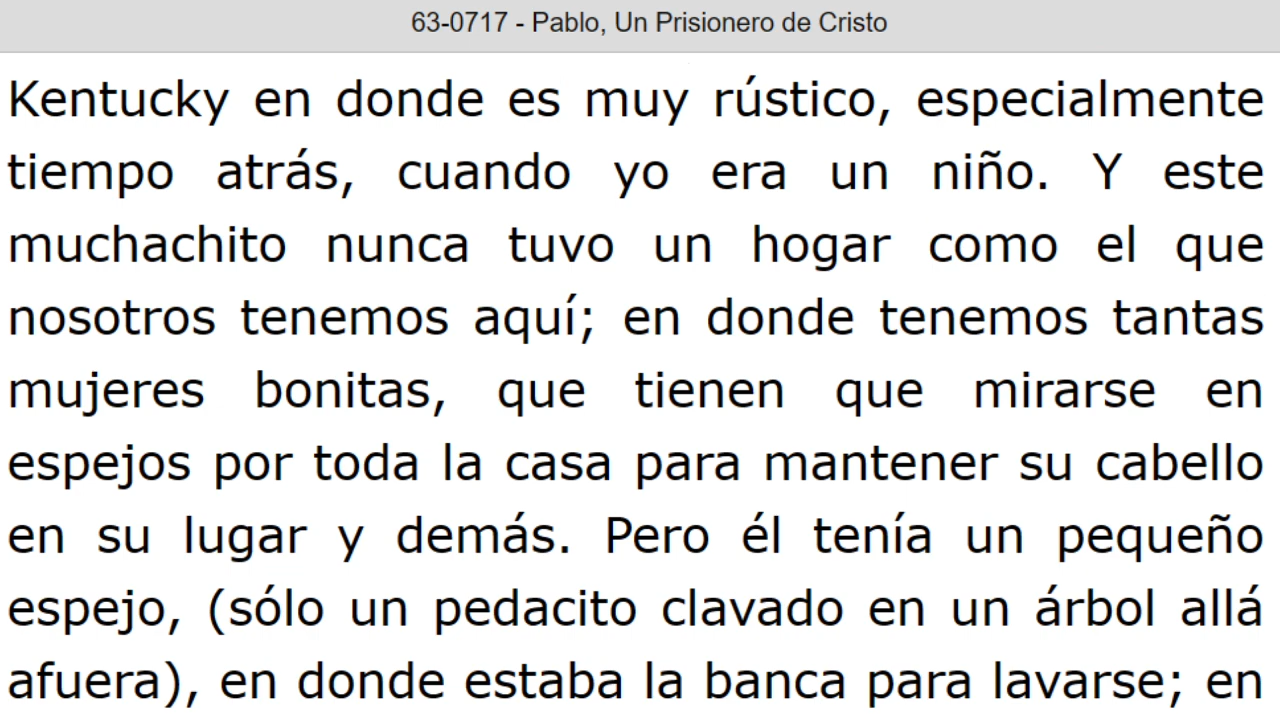 63-0717 - Pablo, Un Prisionero de Cristo
Kentucky en donde es muy rústico, especialmente
tiempo atrás, cuando yo era un niño. Y este
muchachito nunca tuvo un hogar como el que
nosotros tenemos aquí; en donde tenemos tantas
mujeres bonitas, que tienen que mirarse en
espejos por toda la casa para mantener su cabello
en su lugar y demás. Pero él tenía un pequeño
espejo, (sólo un pedacito clavado en un árbol allá
afuera), en donde estaba la banca para lavarse; en